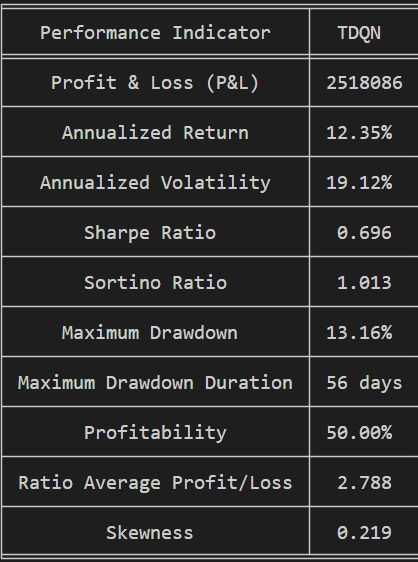 Performance Indicator TDQN
Profit & Loss (P&L) 2518086
Annualized Return 12.35%
Annualized Volatility 19.12%
Sharpe Ratio 0.696
Sortino Ratio 1.013
Maximum Drawdown 13.16%
Maximum Drawdown Duration 56 days
Profitability 50.00%
Ratio Average Profit/Loss 2.788
Skewness 0.219